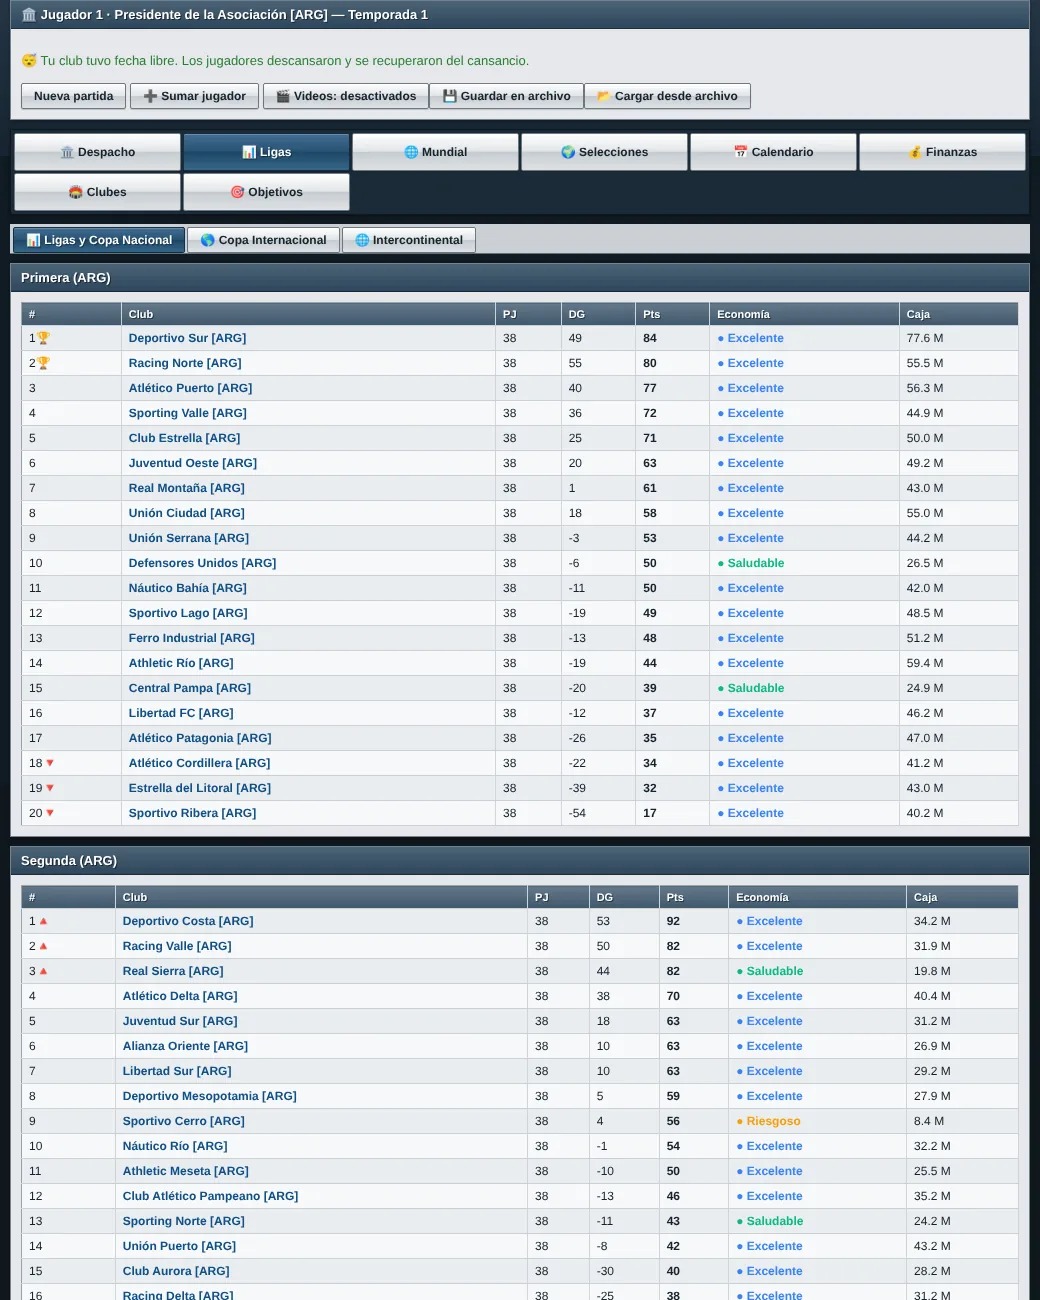 🏛️ Jugador 1 · Presidente de la Asociación [ARG] — Temporada 1
😴 Tu club tuvo fecha libre. Los jugadores descansaron y se recuperaron del cansancio.
Nueva partida ➕ Sumar jugador 🎬 Videos: desactivados 💾 Guardar en archivo 📂 Cargar desde archivo
🏛️ Despacho 📊 Ligas 🌐 Mundial 🌍 Selecciones 📅 Calendario 💰 Finanzas
🏟️ Clubes 🎯 Objetivos
📊 Ligas y Copa Nacional 🌎 Copa Internacional 🌐 Intercontinental
Primera (ARG)
# Club PJ DG Pts Economía Caja
1🏆 Deportivo Sur [ARG] 38 49 84 ● Excelente 77.6 M
2🏆 Racing Norte [ARG] 38 55 80 ● Excelente 55.5 M
3 Atlético Puerto [ARG] 38 40 77 ● Excelente 56.3 M
4 Sporting Valle [ARG] 38 36 72 ● Excelente 44.9 M
5 Club Estrella [ARG] 38 25 71 ● Excelente 50.0 M
6 Juventud Oeste [ARG] 38 20 63 ● Excelente 49.2 M
7 Real Montaña [ARG] 38 1 61 ● Excelente 43.0 M
8 Unión Ciudad [ARG] 38 18 58 ● Excelente 55.0 M
9 Unión Serrana [ARG] 38 -3 53 ● Excelente 44.2 M
10 Defensores Unidos [ARG] 38 -6 50 ● Saludable 26.5 M
11 Náutico Bahía [ARG] 38 -11 50 ● Excelente 42.0 M
12 Sportivo Lago [ARG] 38 -19 49 ● Excelente 48.5 M
13 Ferro Industrial [ARG] 38 -13 48 ● Excelente 51.2 M
14 Athletic Río [ARG] 38 -19 44 ● Excelente 59.4 M
15 Central Pampa [ARG] 38 -20 39 ● Saludable 24.9 M
16 Libertad FC [ARG] 38 -12 37 ● Excelente 46.2 M
17 Atlético Patagonia [ARG] 38 -26 35 ● Excelente 47.0 M
18🔻 Atlético Cordillera [ARG] 38 -22 34 ● Excelente 41.2 M
19🔻 Estrella del Litoral [ARG] 38 -39 32 ● Excelente 43.0 M
20🔻 Sportivo Ribera [ARG] 38 -54 17 ● Excelente 40.2 M
Segunda (ARG)
# Club PJ DG Pts Economía Caja
1🔺 Deportivo Costa [ARG] 38 53 92 ● Excelente 34.2 M
2🔺 Racing Valle [ARG] 38 50 82 ● Excelente 31.9 M
3🔺 Real Sierra [ARG] 38 44 82 ● Saludable 19.8 M
4 Atlético Delta [ARG] 38 38 70 ● Excelente 40.4 M
5 Juventud Sur [ARG] 38 18 63 ● Excelente 31.2 M
6 Alianza Oriente [ARG] 38 10 63 ● Excelente 26.9 M
7 Libertad Sur [ARG] 38 10 63 ● Excelente 29.2 M
8 Deportivo Mesopotamia [ARG] 38 5 59 ● Excelente 27.9 M
9 Sportivo Cerro [ARG] 38 4 56 ● Riesgoso 8.4 M
10 Náutico Río [ARG] 38 -1 54 ● Excelente 32.2 M
11 Athletic Meseta [ARG] 38 -10 50 ● Excelente 25.5 M
12 Club Atlético Pampeano [ARG] 38 -13 46 ● Excelente 35.2 M
13 Sporting Norte [ARG] 38 -11 43 ● Saludable 24.2 M
14 Unión Puerto [ARG] 38 -8 42 ● Excelente 43.2 M
15 Club Aurora [ARG] 38 -30 40 ● Excelente 28.2 M
16 Racing Delta [ARG] 38 -25 38 ● Excelente 31.2 M